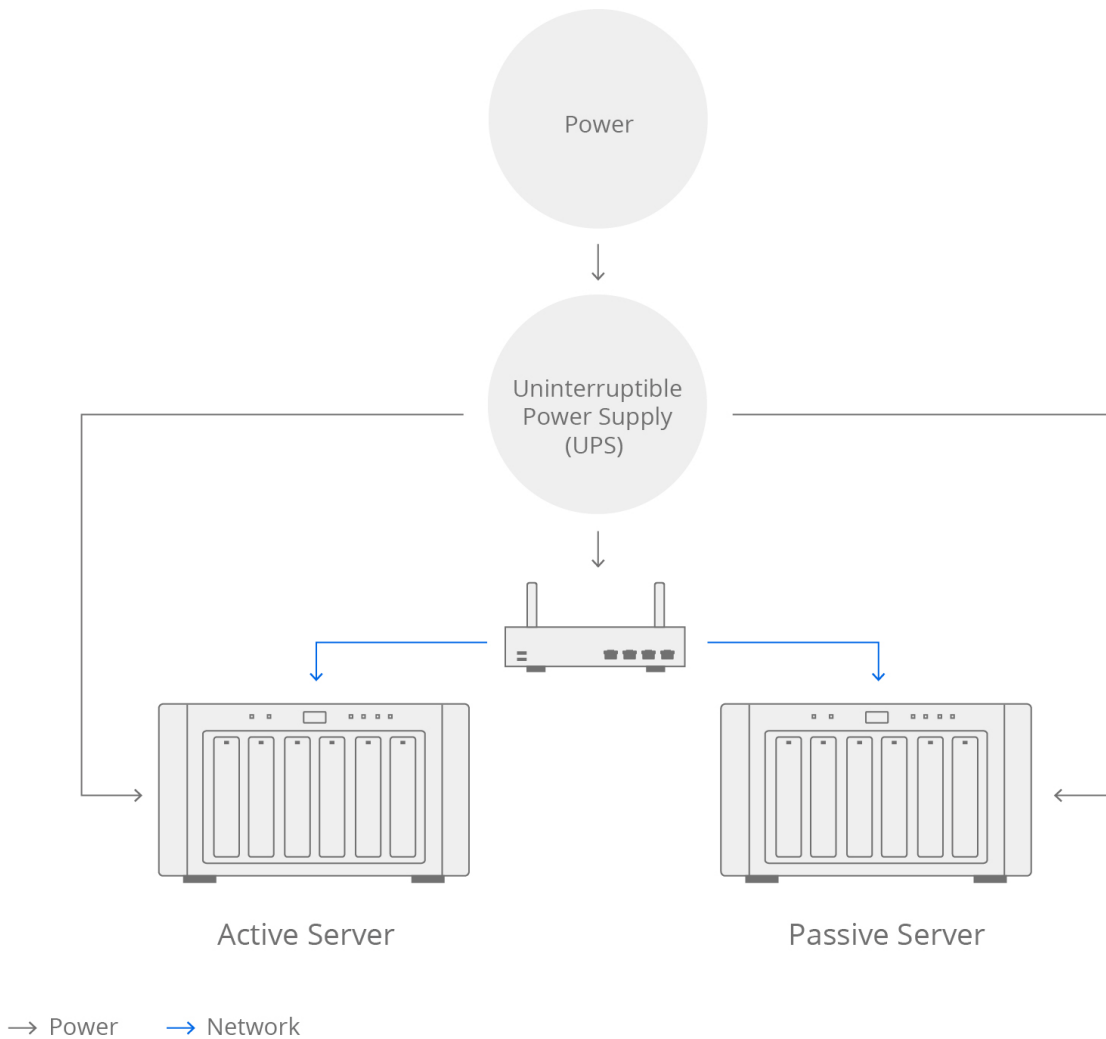 Power
Uninterruptible
Power Supply
(UPS)
Active Server
Passive Server
Power
Network